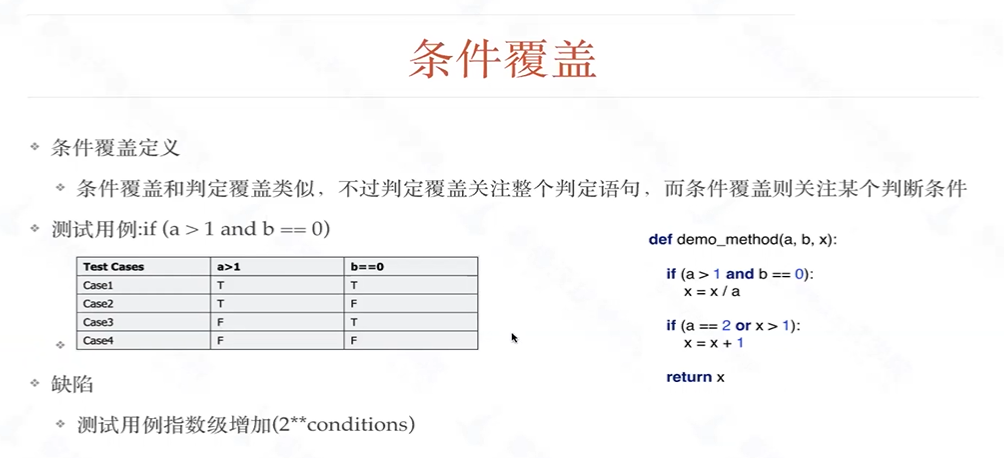 条件覆盖
条件覆盖定义
条件覆盖和判定覆盖类似，不过判定覆盖关注整个判定语句，而条件覆盖则关注某个判断条件
测试用例:if (a > 1 and b == 0)
Test Cases a>1 b==0
Case1 T T
Case2 T F
Case3 F T
Case4 F F
缺陷
测试用例指数级增加(2**conditions)
def demo_method(a, b, x):
if (a > 1 and b == 0):
x = x / a
if (a == 2 or x > 1):
x = x + 1
return x